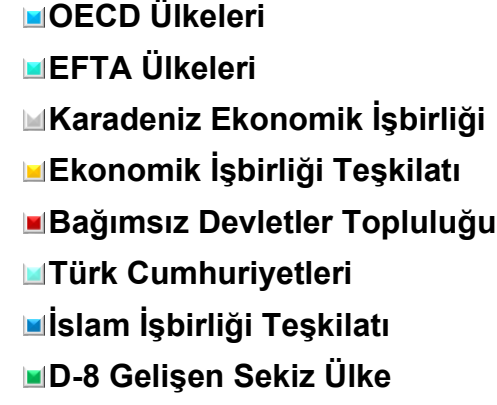 OECD Ülkeleri
EFTA Ülkeleri
Karadeniz Ekonomik İşbirliği
Ekonomik İşbirliği Teşkilatı
Bağımsız Devletler Topluluğu
Türk Cumhuriyetleri
İslam İşbirliği Teşkilatı
D-8 Gelişen Sekiz Ülke